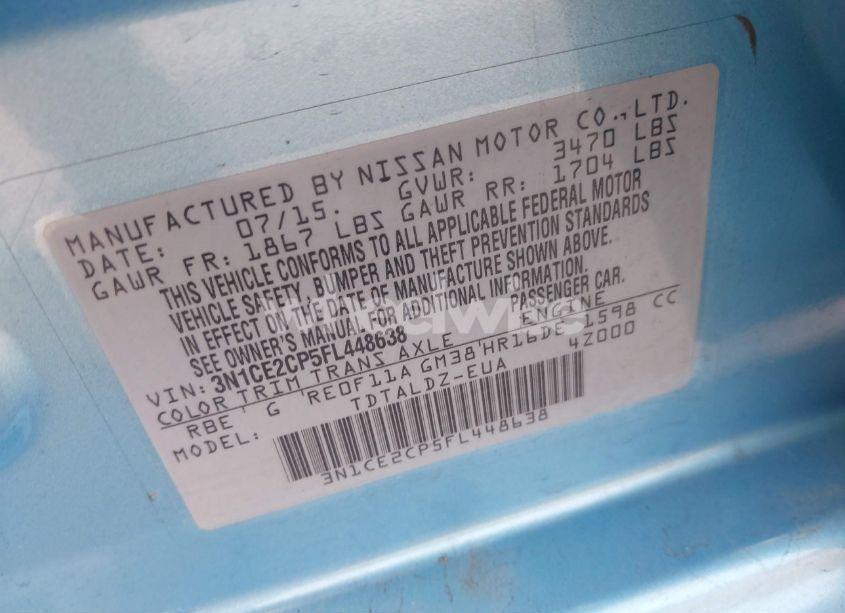 MANUFACTURED BY NISSAN MOTOR CO.,LTD.
DATE: 07/15. GVWR: 3470 LBS
GAWR FR: 1867 LBS GAWR RR: 1704 LBS
THIS VEHICLE CONFORMS TO ALL APPLICABLE FEDERAL MOTOR
VEHICLE SAFETY, BUMPER AND THEFT PREVENTION STANDARDS
IN EFFECT ON THE DATE OF MANUFACTURE SHOWN ABOVE.
SEE OWNER'S MANUAL FOR ADDITIONAL INFORMATION.
VIN: 3N1CE2CP5FL448638 PASSENGER CAR.
COLOR TRIM TRANS AXLE ENGINE
RBE' G 'RE0F11A GM38'HR16DE 1598 CC
MODEL: TDTALDZ-EUA 4Z000
3N1CE2CP5FL448638